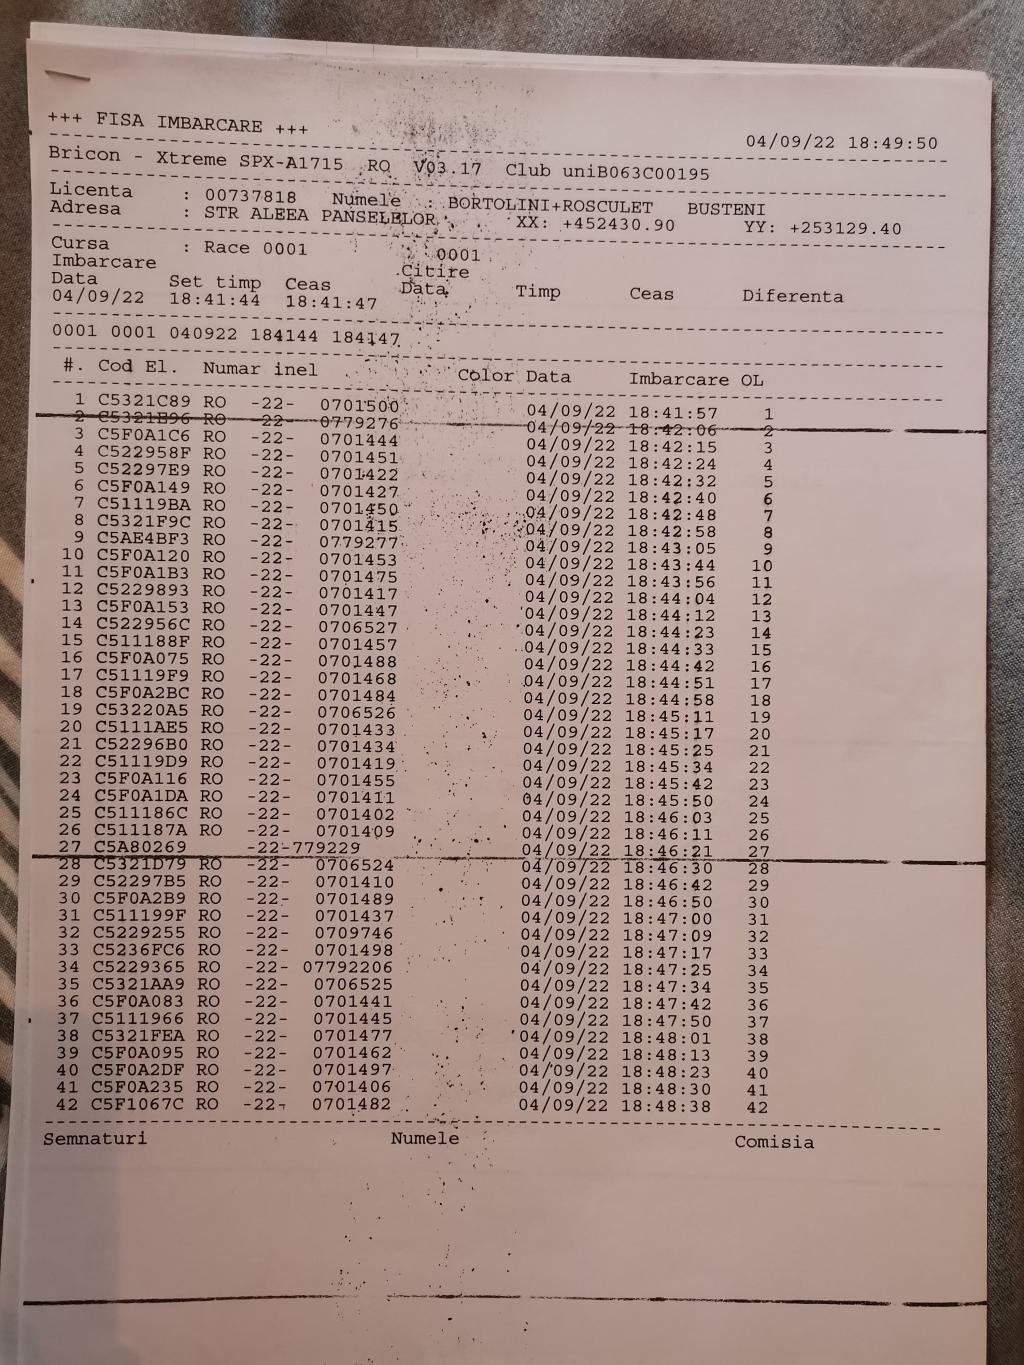 +++ FISA IMBARCARE +++
04/09/22 18:49:50
Bricon - Xtreme SPX-A1715 RO V03.17 Club uniB063C00195
Licenta : 00737818 Numele : BORTOLINI+ROSCULET BUSTENI
Adresa : STR ALEEA PANSELELOR XX: +452430.90 YY: +253129.40
Cursa : Race 0001 0001
Imbarcare Citire
Data Set timp Ceas Data Timp Ceas Diferenta
04/09/22 18:41:44 18:41:47
0001 0001 040922 184144 184147
#. Cod El. Numar inel Color Data Imbarcare OL
1 C5321C89 RO -22- 0701500 04/09/22 18:41:57 1
2 C5321B96 RO -22- 0779276 04/09/22 18:42:06 2
3 C5F0A1C6 RO -22- 0701444 04/09/22 18:42:15 3
4 C522958F RO -22- 0701451 04/09/22 18:42:24 4
5 C52297E9 RO -22- 0701422 04/09/22 18:42:32 5
6 C5F0A149 RO -22- 0701427 04/09/22 18:42:40 6
7 C51119BA RO -22- 0701450 04/09/22 18:42:48 7
8 C5321F9C RO -22- 0701415 04/09/22 18:42:58 8
9 C5AE4BF3 RO -22- 0779277 04/09/22 18:43:05 9
10 C5F0A120 RO -22- 0701453 04/09/22 18:43:44 10
11 C5F0A1B3 RO -22- 0701475 04/09/22 18:43:56 11
12 C5229893 RO -22- 0701417 04/09/22 18:44:04 12
13 C5F0A153 RO -22- 0701447 04/09/22 18:44:12 13
14 C522956C RO -22- 0706527 04/09/22 18:44:23 14
15 C511188F RO -22- 0701457 04/09/22 18:44:33 15
16 C5F0A075 RO -22- 0701488 04/09/22 18:44:42 16
17 C51119F9 RO -22- 0701468 04/09/22 18:44:51 17
18 C5F0A2BC RO -22- 0701484 04/09/22 18:44:58 18
19 C53220A5 RO -22- 0706526 04/09/22 18:45:11 19
20 C5111AE5 RO -22- 0701433 04/09/22 18:45:17 20
21 C52296B0 RO -22- 0701434 04/09/22 18:45:25 21
22 C51119D9 RO -22- 0701419 04/09/22 18:45:34 22
23 C5F0A116 RO -22- 0701455 04/09/22 18:45:42 23
24 C5F0A1DA RO -22- 0701411 04/09/22 18:45:50 24
25 C511186C RO -22- 0701402 04/09/22 18:46:03 25
26 C511187A RO -22- 0701409 04/09/22 18:46:11 26
27 C5A80269 -22-779229 04/09/22 18:46:21 27
28 C5321D79 RO -22- 0706524 04/09/22 18:46:30 28
29 C52297B5 RO -22- 0701410 04/09/22 18:46:42 29
30 C5F0A2B9 RO -22- 0701489 04/09/22 18:46:50 30
31 C511199F RO -22- 0701437 04/09/22 18:47:00 31
32 C5229255 RO -22- 0709746 04/09/22 18:47:09 32
33 C5236FC6 RO -22- 0701498 04/09/22 18:47:17 33
34 C5229365 RO -22- 07792206 04/09/22 18:47:25 34
35 C5321AA9 RO -22- 0706525 04/09/22 18:47:34 35
36 C5F0A083 RO -22- 0701441 04/09/22 18:47:42 36
37 C5111966 RO -22- 0701445 04/09/22 18:47:50 37
38 C5321FEA RO -22- 0701477 04/09/22 18:48:01 38
39 C5F0A095 RO -22- 0701462 04/09/22 18:48:13 39
40 C5F0A2DF RO -22- 0701497 04/09/22 18:48:23 40
41 C5F0A235 RO -22- 0701406 04/09/22 18:48:30 41
42 C5F1067C RO -22- 0701482 04/09/22 18:48:38 42
Semnaturi Numele Comisia